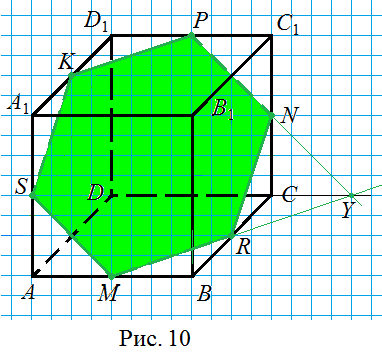 D₁ P C₁
K
A₁ B₁ N
S D C Y
R
A M B
Рис. 10